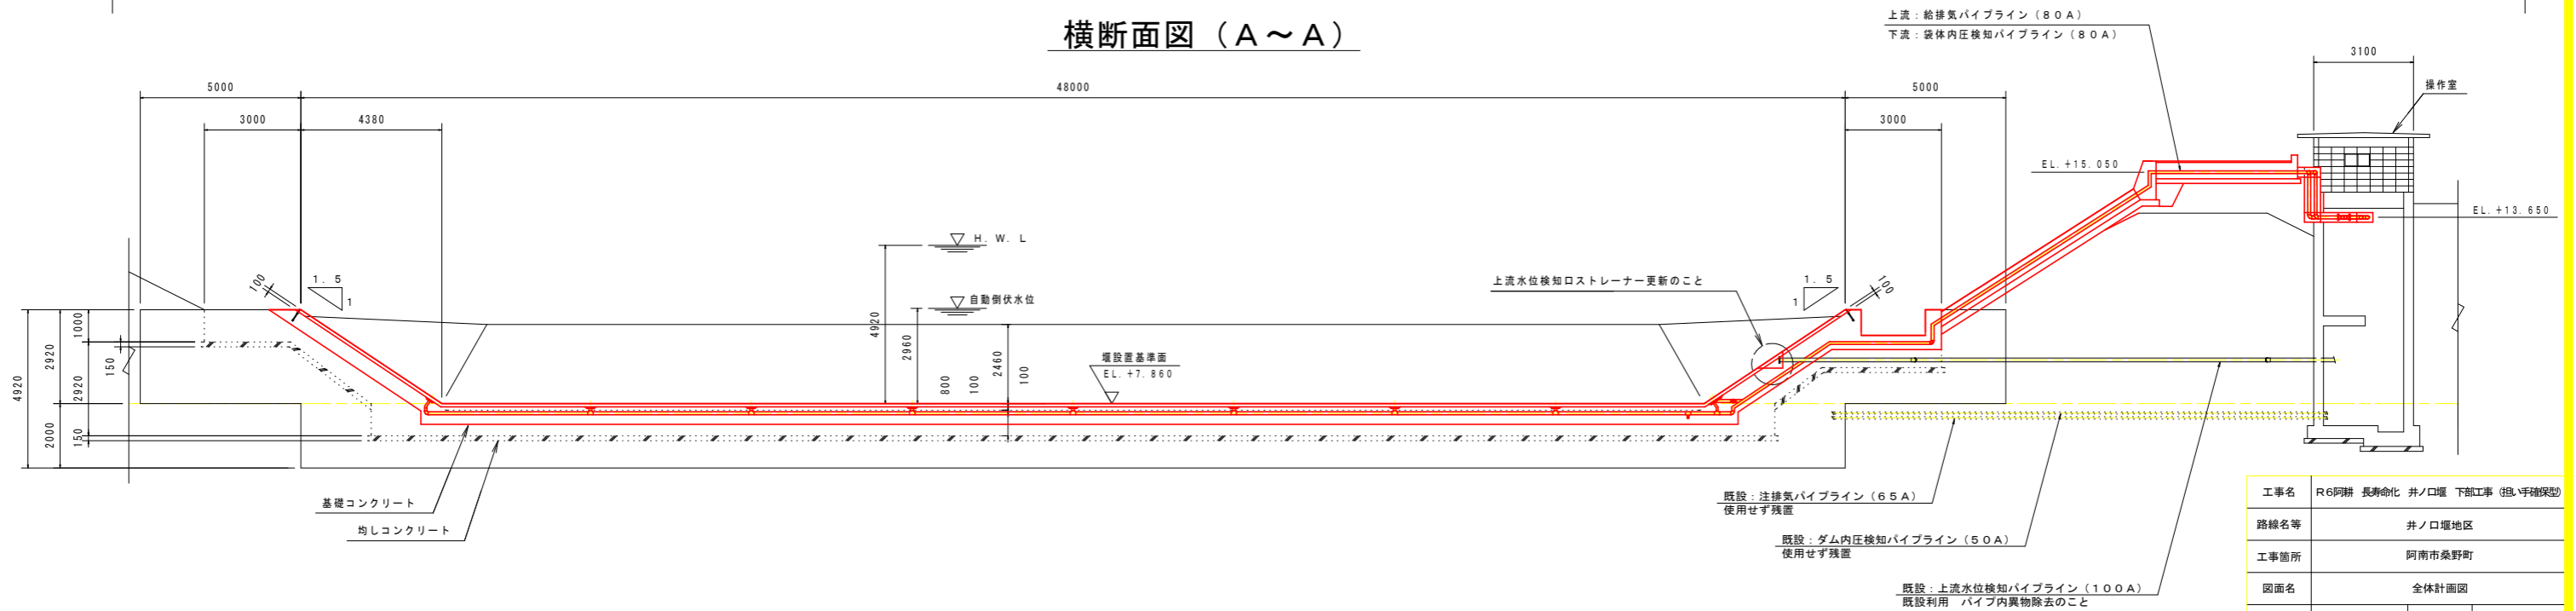 横断面図（A～A）
上流：給排気パイプライン（80A）
下流：袋体内圧検知パイプライン（80A）
3100
操作室
5000
48000
5000
3000
4380
3000
EL.+15.050
EL.+13.650
H. W. L
自動倒伏水位
上流水位検知口ストレーナー更新のこと
100
1. 5
1
1. 5
1
100
4920
2960
2460
800
100
100
堰設置基準面
EL.+7.860
4920
2920
2000
1000
2920
150
150
基礎コンクリート
均しコンクリート
既設：注排気パイプライン（65A）
使用せず残置
既設：ダム内圧検知パイプライン（50A）
使用せず残置
既設：上流水位検知パイプライン（100A）
既設利用　パイプ内異物除去のこと
工事名 R6阿耕 長寿命化 井ノ口堰 下部工事（担い手確保型）
路線名等 井ノ口堰地区
工事箇所 阿南市桑野町
図面名 全体計画図